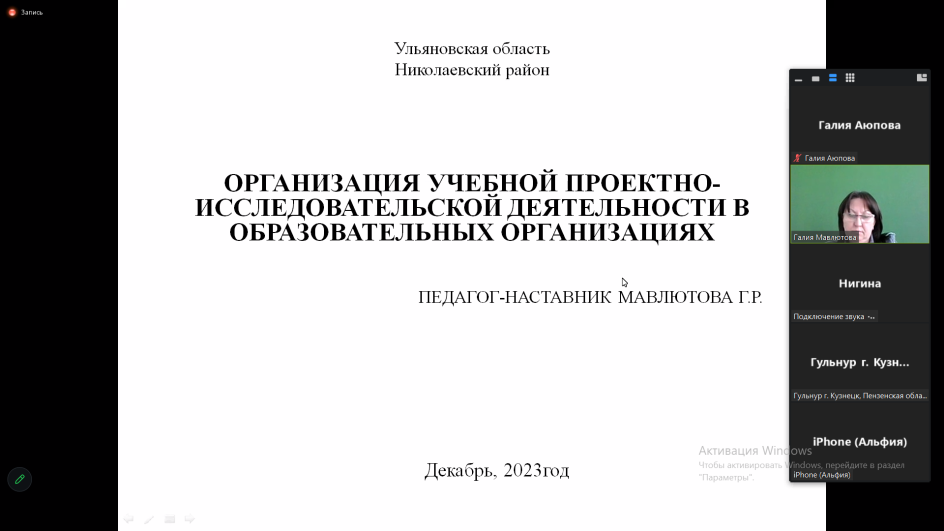 Запись
Ульяновская область
Николаевский район
ОРГАНИЗАЦИЯ УЧЕБНОЙ ПРОЕКТНО-
ИССЛЕДОВАТЕЛЬСКОЙ ДЕЯТЕЛЬНОСТИ В
ОБРАЗОВАТЕЛЬНЫХ ОРГАНИЗАЦИЯХ
ПЕДАГОГ-НАСТАВНИК МАВЛЮТОВА Г.Р.
Декабрь, 2023год
Галия Аюпова
Галия Аюпова
Галия Мавлютова
Нигина
Подключение звука
Гульнур г. Кузн...
Гульнур г. Кузнецк, Пензенская обла...
iPhone (Альфия)
iPhone (Альфия)
Активация Windows
Чтобы активировать Windows, перейдите в раздел
"Параметры".